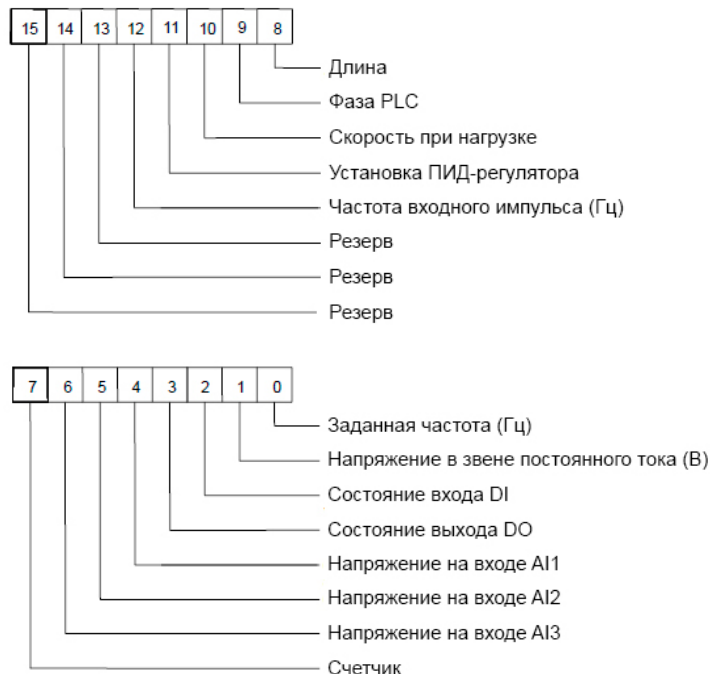 15 14 13 12 11 10 9 8
Длина
Фаза PLC
Скорость при нагрузке
Установка ПИД-регулятора
Частота входного импульса (Гц)
Резерв
Резерв
Резерв
7 6 5 4 3 2 1 0
Заданная частота (Гц)
Напряжение в звене постоянного тока (В)
Состояние входа DI
Состояние выхода DO
Напряжение на входе AI1
Напряжение на входе AI2
Напряжение на входе AI3
Счетчик